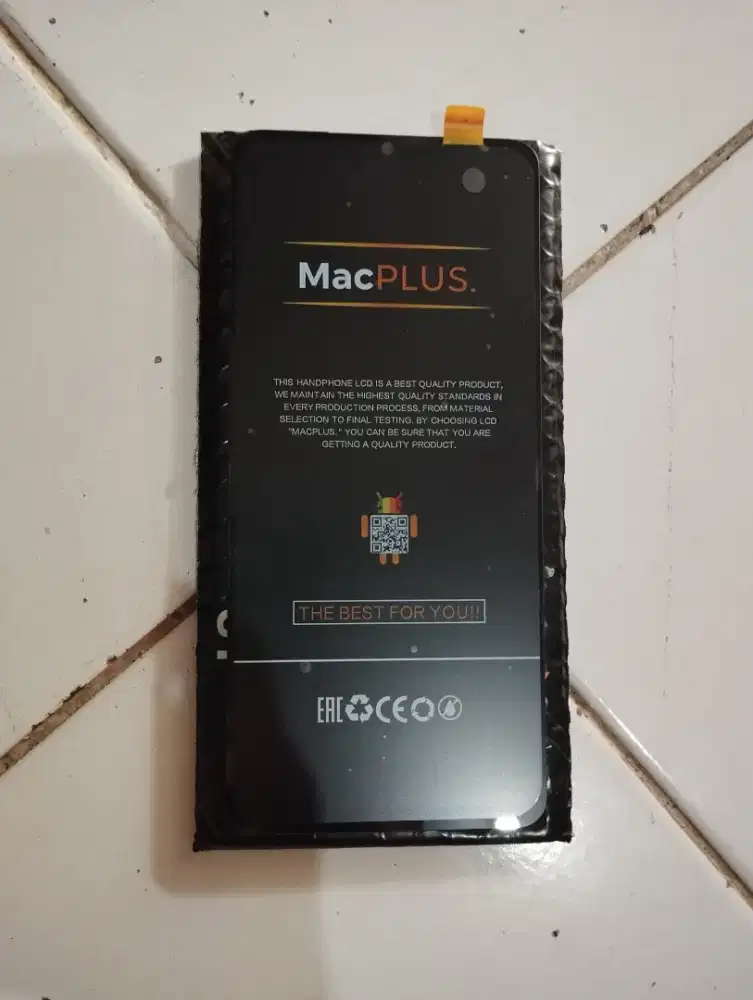 MacPLUS.
THIS HANDPHONE LCD IS A BEST QUALITY PRODUCT,
WE MAINTAIN THE HIGHEST QUALITY STANDARDS IN
EVERY PRODUCTION PROCESS, FROM MATERIAL
SELECTION TO FINAL TESTING. BY CHOOSING LCD
"MACPLUS." YOU CAN BE SURE THAT YOU ARE
GETTING A QUALITY PRODUCT.
THE BEST FOR YOU!!
EAC CE